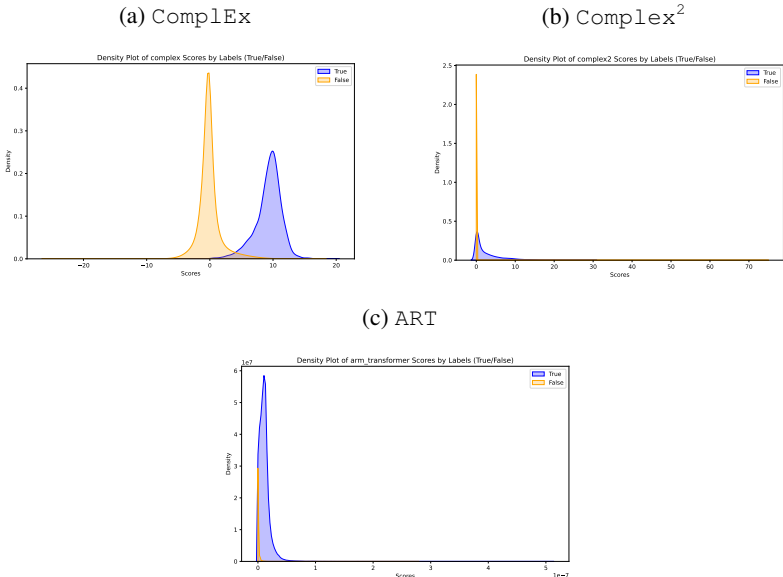 (a) ComplEx
Density Plot of complex Scores by Labels (True/False)
True
False
Density
0.4
0.3
0.2
0.1
0.0
−20
−10
0
10
20
Scores
(b) Complex²
Density Plot of complex2 Scores by Labels (True/False)
True
False
Density
2.5
2.0
1.5
1.0
0.5
0.0
0
10
20
30
40
50
60
70
Scores
(c) ART
Density Plot of arm_transformer Scores by Labels (True/False)
1e7
True
False
Density
6
5
4
3
2
1
0
0
1
2
3
4
5
Scores
1e−7